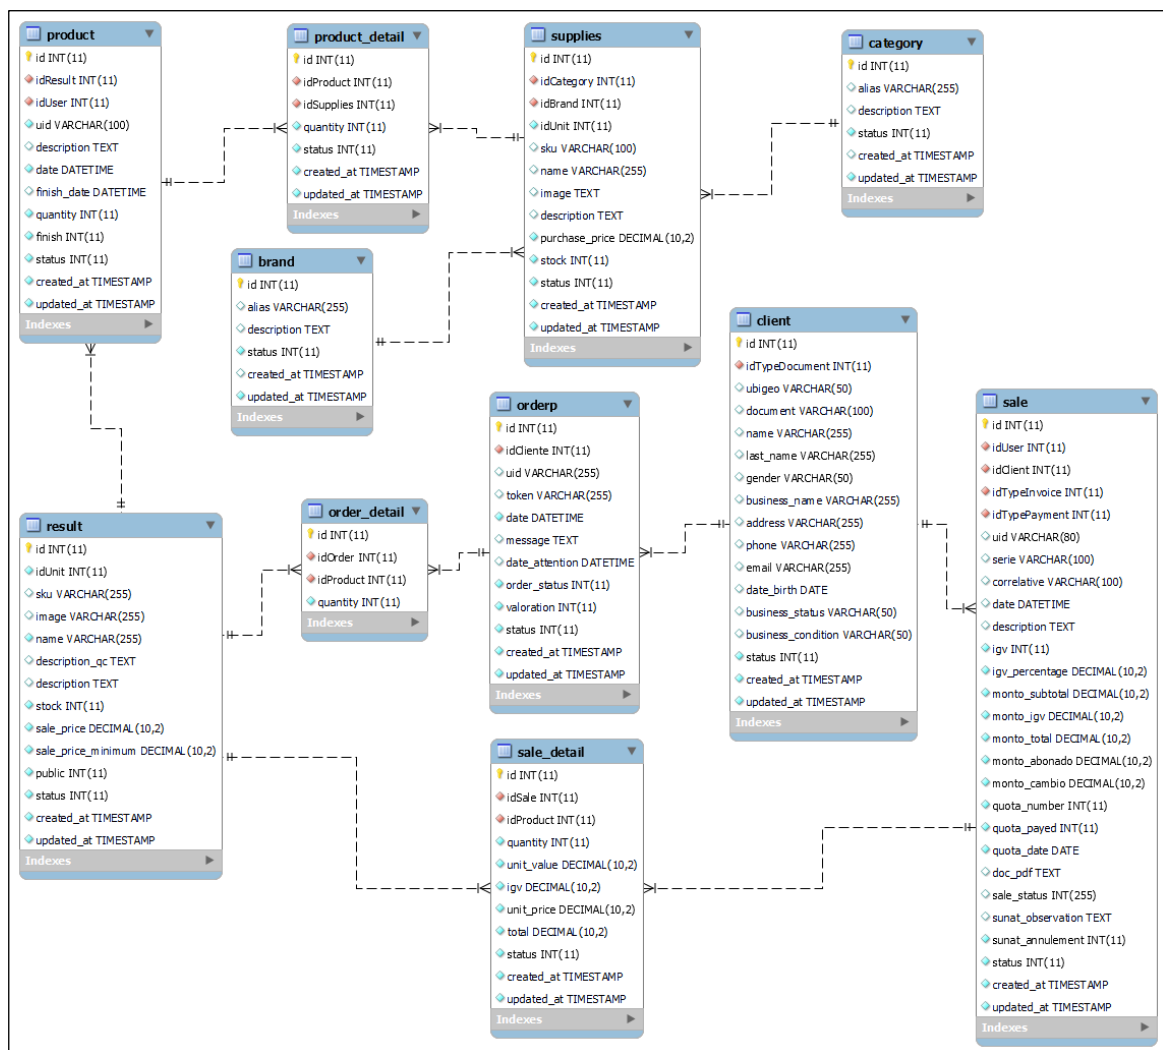 product
id INT(11)
idResult INT(11)
idUser INT(11)
uid VARCHAR(100)
description TEXT
date DATETIME
finish_date DATETIME
quantity INT(11)
finish INT(11)
status INT(11)
created_at TIMESTAMP
updated_at TIMESTAMP
Indexes
product_detail
id INT(11)
idProduct INT(11)
idSupplies INT(11)
quantity INT(11)
status INT(11)
created_at TIMESTAMP
updated_at TIMESTAMP
Indexes
supplies
id INT(11)
idCategory INT(11)
idBrand INT(11)
idUnit INT(11)
sku VARCHAR(100)
name VARCHAR(255)
image TEXT
description TEXT
purchase_price DECIMAL(10,2)
stock INT(11)
status INT(11)
created_at TIMESTAMP
updated_at TIMESTAMP
Indexes
category
id INT(11)
alias VARCHAR(255)
description TEXT
status INT(11)
created_at TIMESTAMP
updated_at TIMESTAMP
Indexes
brand
id INT(11)
alias VARCHAR(255)
description TEXT
status INT(11)
created_at TIMESTAMP
updated_at TIMESTAMP
Indexes
client
id INT(11)
idTypeDocument INT(11)
ubigeo VARCHAR(50)
document VARCHAR(100)
name VARCHAR(255)
last_name VARCHAR(255)
gender VARCHAR(50)
business_name VARCHAR(255)
address VARCHAR(255)
phone VARCHAR(255)
email VARCHAR(255)
date_birth DATE
business_status VARCHAR(50)
business_condition VARCHAR(50)
status INT(11)
created_at TIMESTAMP
updated_at TIMESTAMP
Indexes
orderp
id INT(11)
idCliente INT(11)
uid VARCHAR(255)
token VARCHAR(255)
date DATETIME
message TEXT
date_attention DATETIME
order_status INT(11)
valoration INT(11)
status INT(11)
created_at TIMESTAMP
updated_at TIMESTAMP
Indexes
sale
id INT(11)
idUser INT(11)
idClient INT(11)
idTypeInvoice INT(11)
idTypePayment INT(11)
uid VARCHAR(80)
serie VARCHAR(100)
correlative VARCHAR(100)
date DATETIME
description TEXT
igv INT(11)
igv_percentage DECIMAL(10,2)
monto_subtotal DECIMAL(10,2)
monto_igv DECIMAL(10,2)
monto_total DECIMAL(10,2)
monto_abonado DECIMAL(10,2)
monto_cambio DECIMAL(10,2)
quota_number INT(11)
quota_payed INT(11)
quota_date DATE
doc_pdf TEXT
sale_status INT(255)
sunat_observation TEXT
sunat_annulement INT(11)
status INT(11)
created_at TIMESTAMP
updated_at TIMESTAMP
Indexes
order_detail
id INT(11)
idOrder INT(11)
idProduct INT(11)
quantity INT(11)
Indexes
result
id INT(11)
idUnit INT(11)
sku VARCHAR(255)
image VARCHAR(255)
name VARCHAR(255)
description_qc TEXT
description TEXT
stock INT(11)
sale_price DECIMAL(10,2)
sale_price_minimum DECIMAL(10,2)
public INT(11)
status INT(11)
created_at TIMESTAMP
updated_at TIMESTAMP
Indexes
sale_detail
id INT(11)
idSale INT(11)
idProduct INT(11)
quantity INT(11)
unit_value DECIMAL(10,2)
igv DECIMAL(10,2)
unit_price DECIMAL(10,2)
total DECIMAL(10,2)
status INT(11)
created_at TIMESTAMP
updated_at TIMESTAMP
Indexes